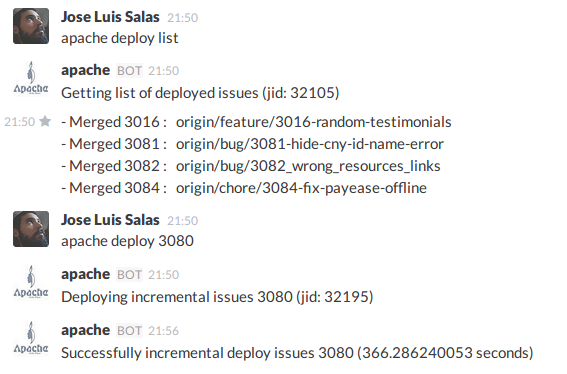 Jose Luis Salas 21:50
apache deploy list
Apache
apache BOT 21:50
Getting list of deployed issues (jid: 32105)
21:50 ★ - Merged 3016 : origin/feature/3016-random-testimonials
- Merged 3081 : origin/bug/3081-hide-cny-id-name-error
- Merged 3082 : origin/bug/3082_wrong_resources_links
- Merged 3084 : origin/chore/3084-fix-payease-offline
Jose Luis Salas 21:50
apache deploy 3080
Apache
apache BOT 21:50
Deploying incremental issues 3080 (jid: 32195)
Apache
apache BOT 21:56
Successfully incremental deploy issues 3080 (366.286240053 seconds)